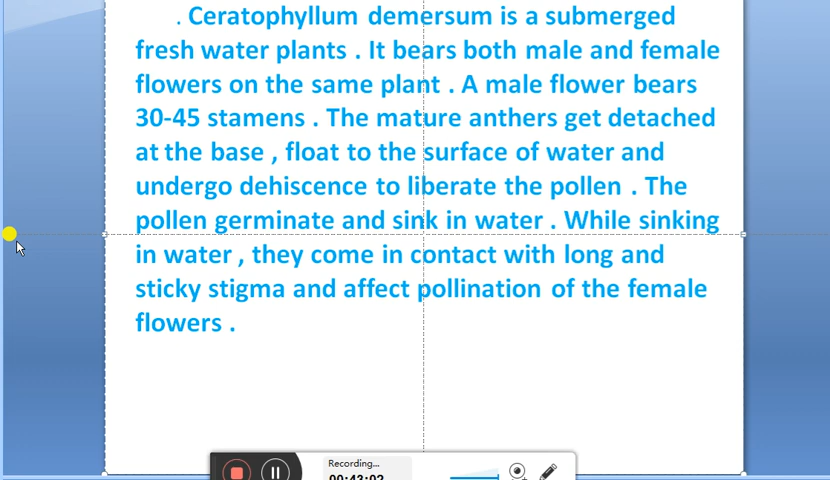 . Ceratophyllum demersum is a submerged
fresh water plants . It bears both male and female
flowers on the same plant . A male flower bears
30-45 stamens . The mature anthers get detached
at the base , float to the surface of water and
undergo dehiscence to liberate the pollen . The
pollen germinate and sink in water . While sinking
in water , they come in contact with long and
sticky stigma and affect pollination of the female
flowers .
Recording...
00:43:02